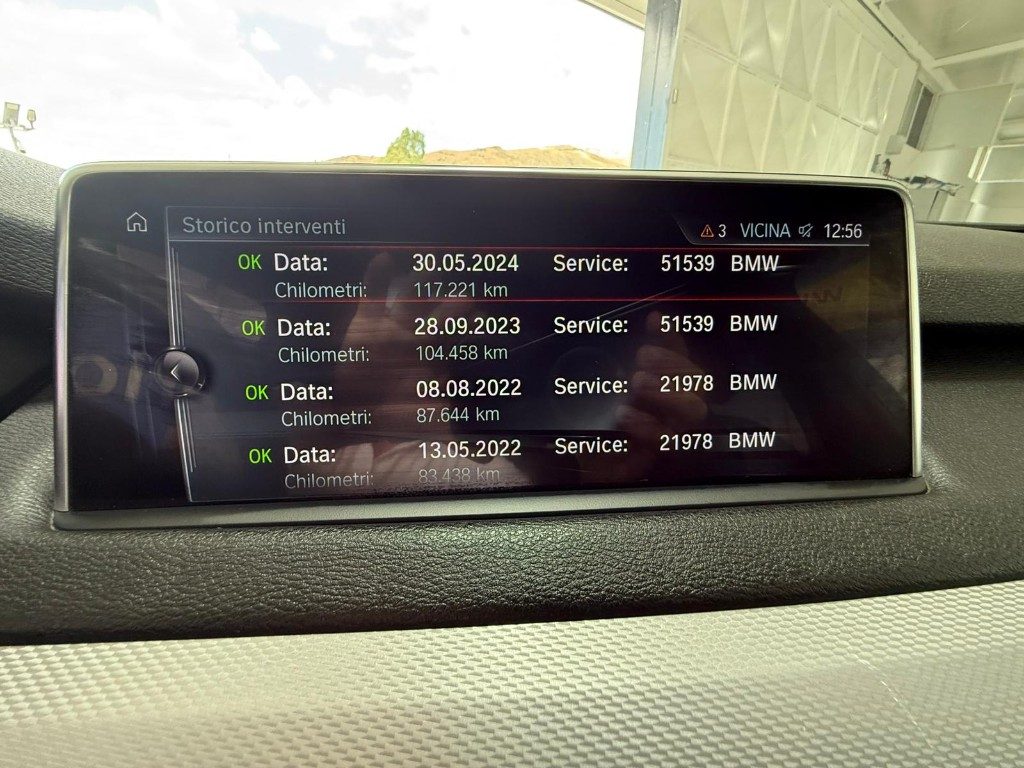 Storico interventi 3 VICINA 12:56
OK Data: 30.05.2024 Service: 51539 BMW
Chilometri: 117.221 km
OK Data: 28.09.2023 Service: 51539 BMW
Chilometri: 104.458 km
OK Data: 08.08.2022 Service: 21978 BMW
Chilometri: 87.644 km
OK Data: 13.05.2022 Service: 21978 BMW
Chilometri: 83.438 km